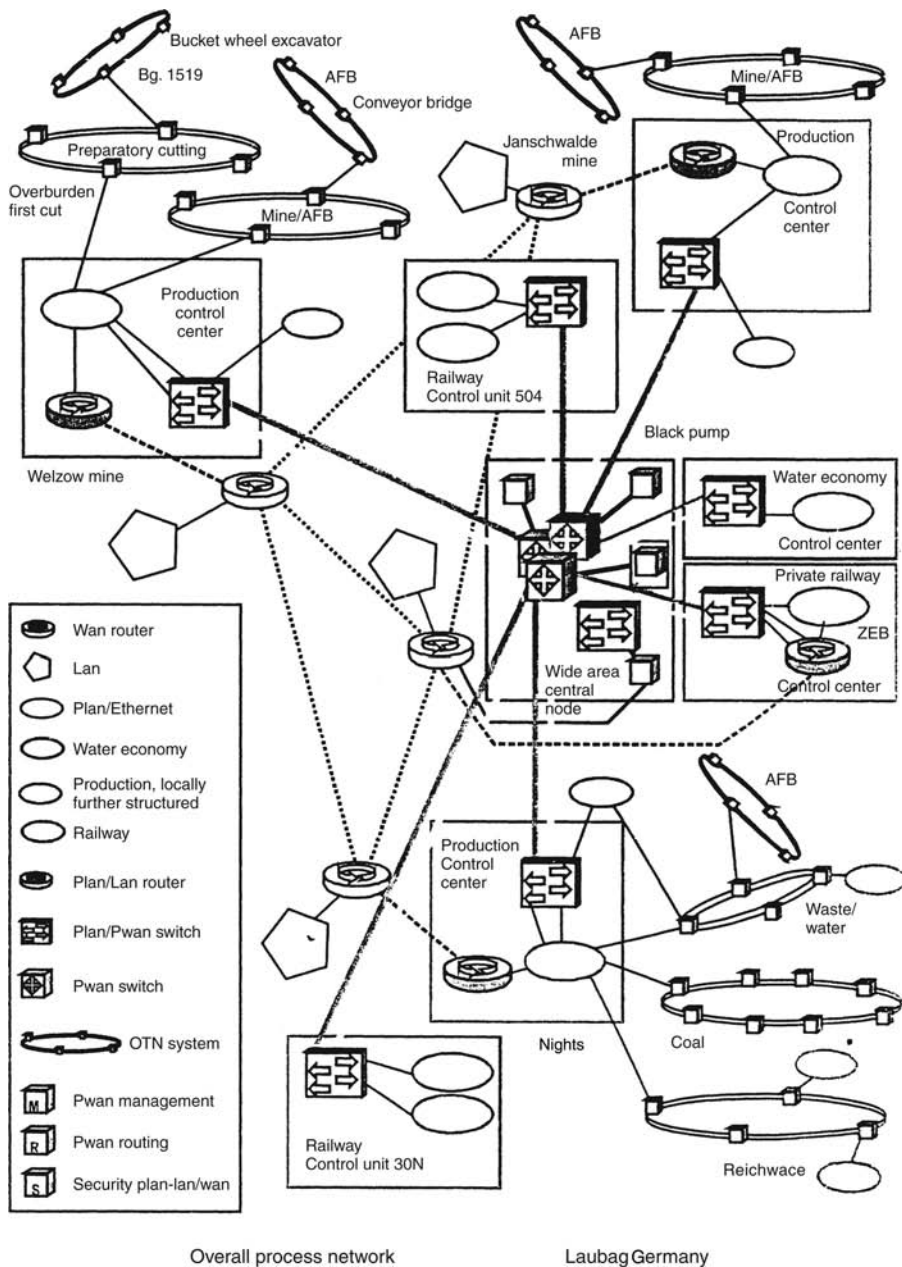 Bucket wheel excavator
Bg. 1519
AFB
Conveyor bridge
AFB
Mine/AFB
Preparatory cutting
Overburden
first cut
Mine/AFB
Janschwalde
mine
Production
Control
center
Production
control
center
Railway
Control unit 504
Welzow mine
Black pump
Water economy
Control center
Private railway
ZEB
Control center
Wide area
central
node
Wan router
Lan
Plan/Ethernet
Water economy
Production, locally
further structured
Railway
Plan/Lan router
Plan/Pwan switch
Pwan switch
OTN system
M
Pwan management
R
Pwan routing
S
Security plan-lan/wan
Production
Control
center
AFB
Waste/
water
Nights
Coal
Railway
Control unit 30N
Reichwace
Overall process network
Laubag Germany